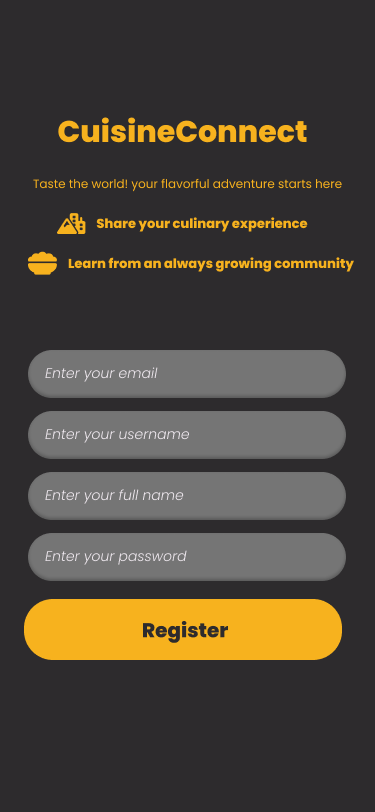 CuisineConnect
Taste the world! your flavorful adventure starts here
Share your culinary experience
Learn from an always growing community
Enter your email
Enter your username
Enter your full name
Enter your password
Register